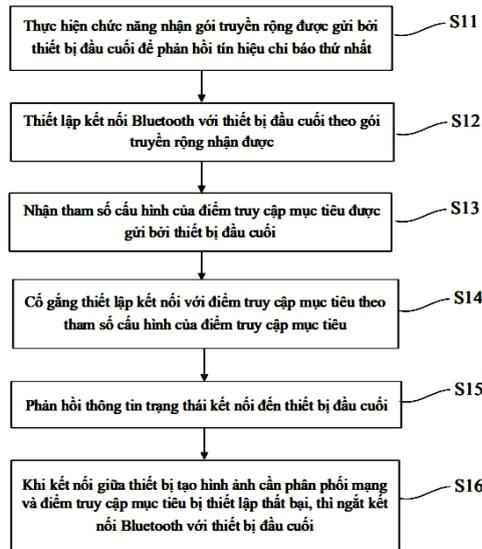 Thực hiện chức năng nhận gói truyền rộng được gửi bởi
thiết bị đầu cuối để phản hồi tín hiệu chỉ báo thứ nhất
S11
Thiết lập kết nối Bluetooth với thiết bị đầu cuối theo gói
truyền rộng nhận được
S12
Nhận tham số cấu hình của điểm truy cập mục tiêu được
gửi bởi thiết bị đầu cuối
S13
Cố gắng thiết lập kết nối với điểm truy cập mục tiêu theo
tham số cấu hình của điểm truy cập mục tiêu
S14
Phản hồi thông tin trạng thái kết nối đến thiết bị đầu cuối
S15
Khi kết nối giữa thiết bị tạo hình ảnh cần phân phối mạng
và điểm truy cập mục tiêu bị thiết lập thất bại, thì ngắt kết
nối Bluetooth với thiết bị đầu cuối
S16